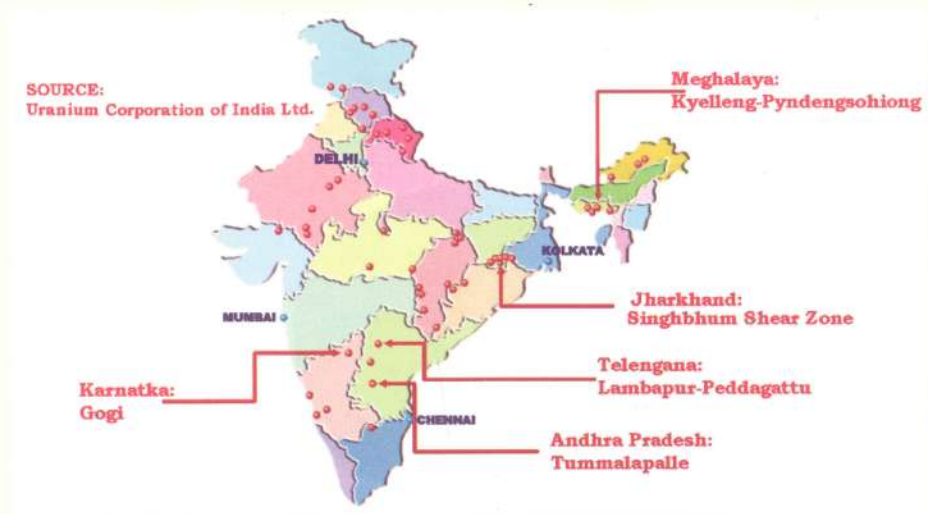 SOURCE:
Uranium Corporation of India Ltd.
Meghalaya:
Kyelleng-Pyndengsohiong
DELHI
KOLKATA
Jharkhand:
Singhbhum Shear Zone
MUMBAI
Telengana:
Lambapur-Peddagattu
Karnatka:
Gogi
CHENNAI
Andhra Pradesh:
Tummalapalle